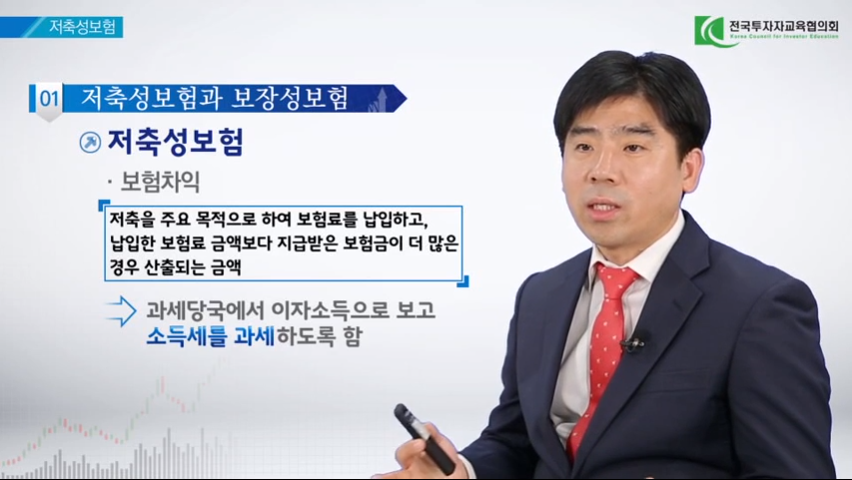 저축성보험
전국투자자교육협의회
Korea Council for Investor Education
01 저축성보험과 보장성보험
저축성보험
· 보험차익
저축을 주요 목적으로 하여 보험료를 납입하고,
납입한 보험료 금액보다 지급받은 보험금이 더 많은
경우 산출되는 금액
과세당국에서 이자소득으로 보고
소득세를 과세하도록 함